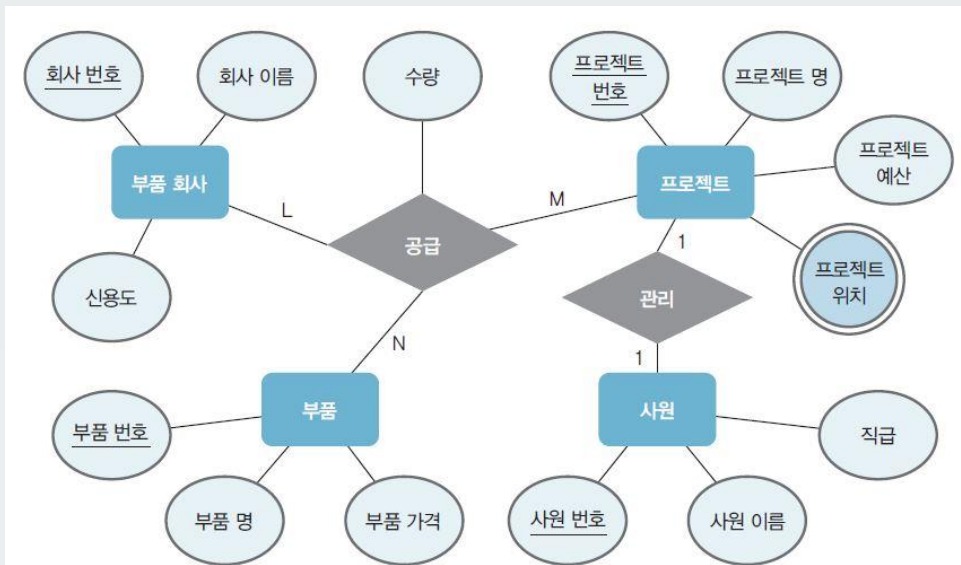 회사 번호
회사 이름
수량
프로젝트
번호
프로젝트 명
부품 회사
프로젝트
프로젝트
예산
L
M
공급
1
신용도
관리
프로젝트
위치
N
1
부품
사원
부품 번호
직급
부품 명
부품 가격
사원 번호
사원 이름